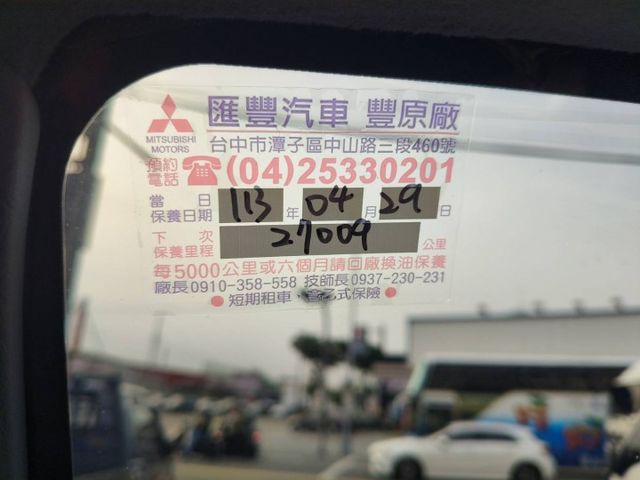 匯豐汽車 豐原廠
MITSUBISHI
MOTORS
台中市潭子區中山路三段460號
預約
電話 ☎(04)25330201
當日
保養日期 113 年 04 月 29 日
下次
保養里程 27009 公里
每5000公里或六個月請回廠換油保養
廠長0910-358-558 技師長0937-230-231
●短期租車、 式保險●